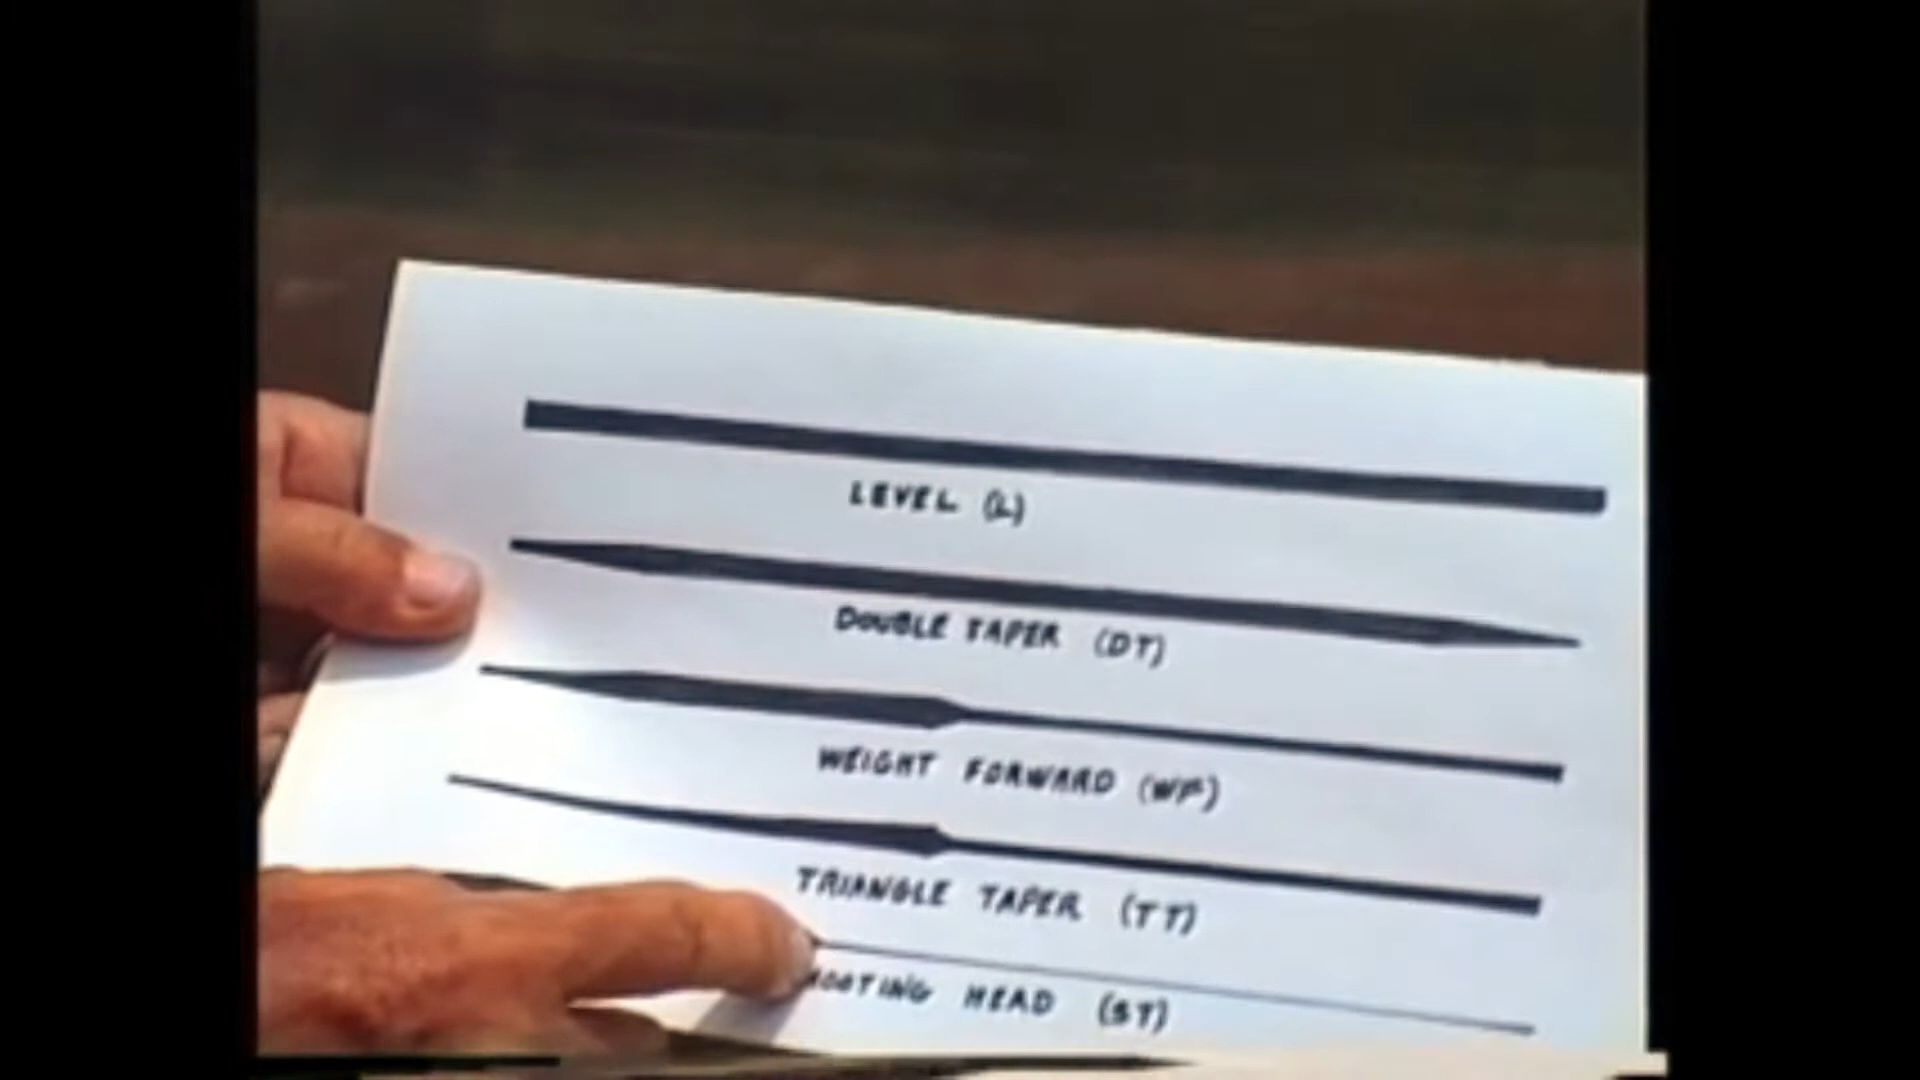 LEVEL (L)
DOUBLE TAPER (DT)
WEIGHT FORWARD (WF)
TRIANGLE TAPER (TT)
HEAD (ST)